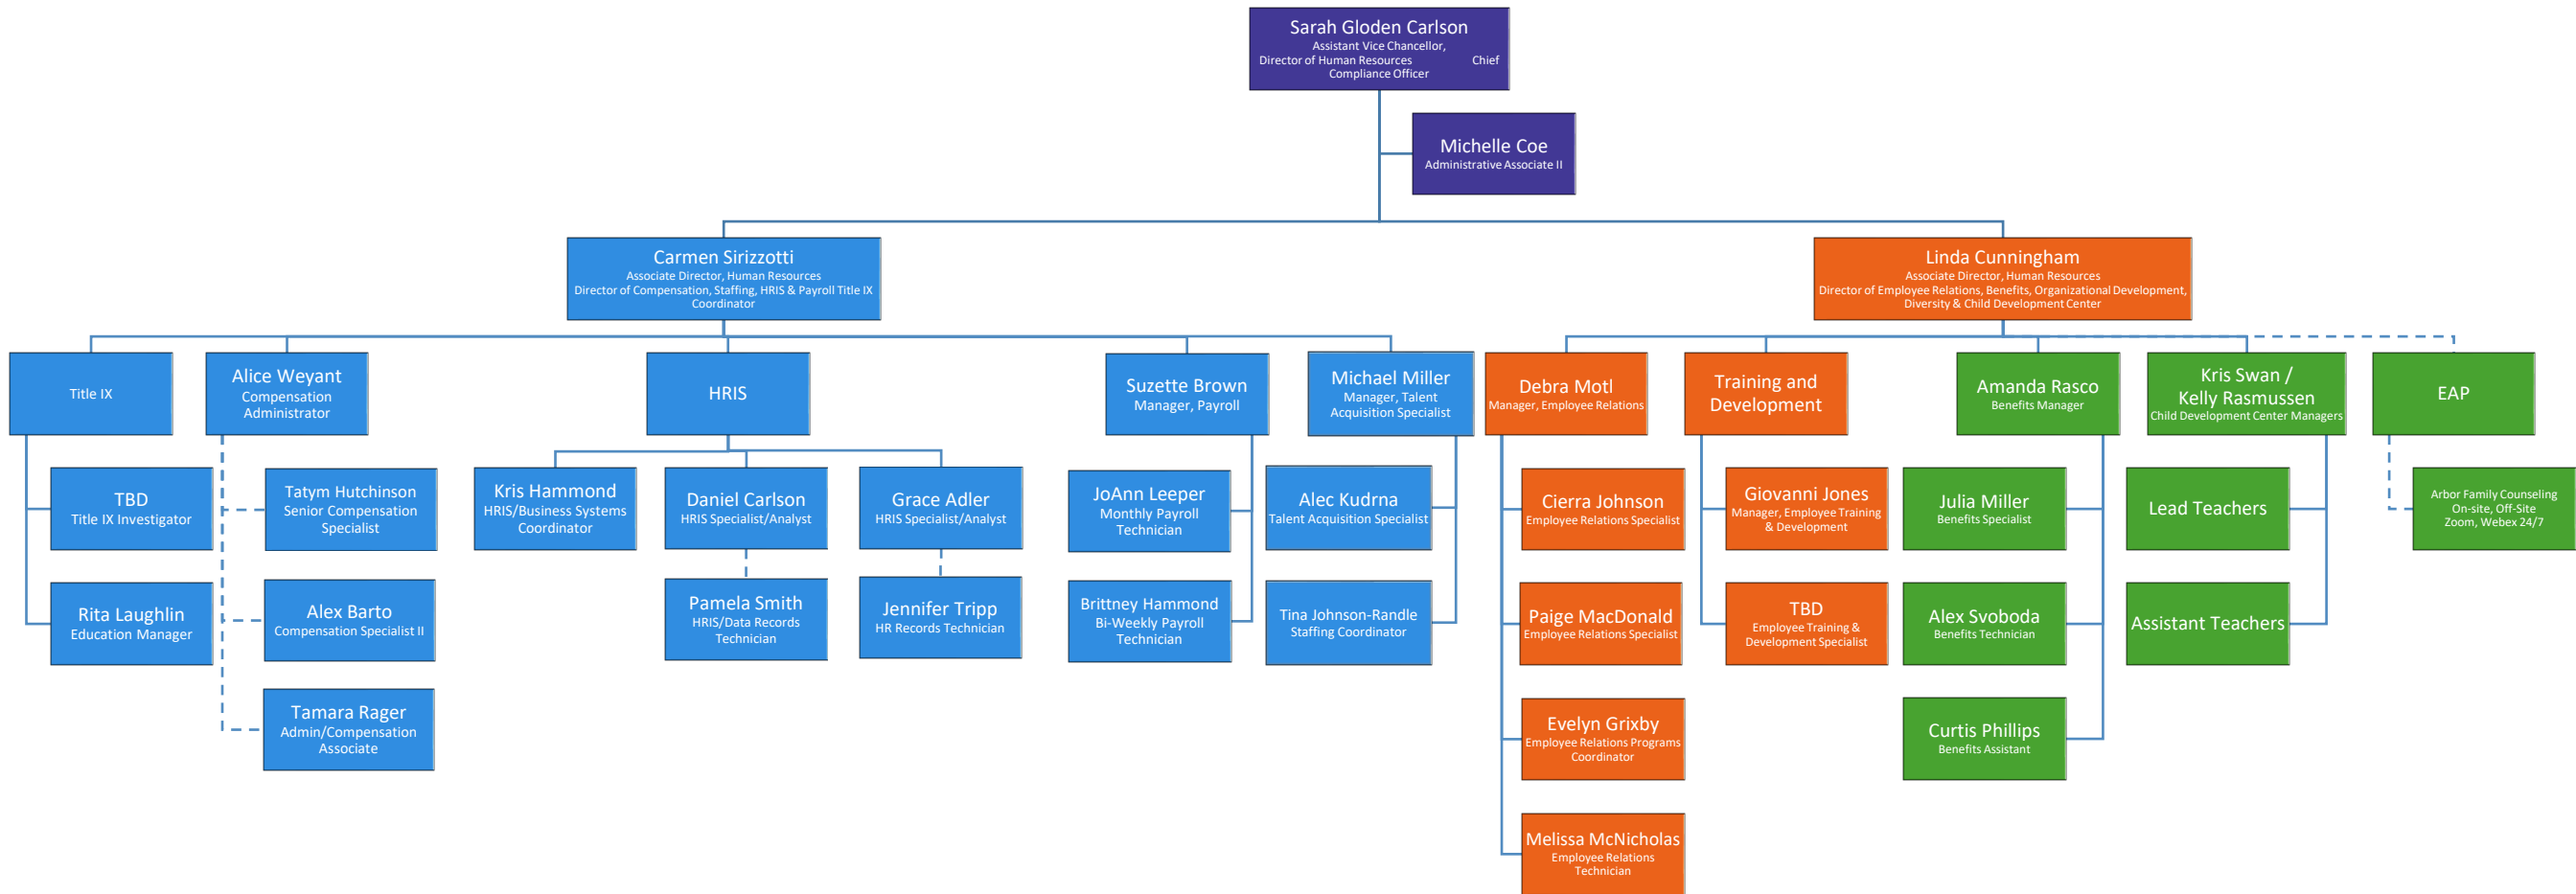 Sarah Gloden Carlson
Assistant Vice Chancellor,
Director of Human Resources Chief
Compliance Officer
Michelle Coe
Administrative Associate II
Carmen Sirizzotti
Associate Director, Human Resources
Director of Compensation, Staffing, HRIS & Payroll Title IX
Coordinator
Linda Cunningham
Associate Director, Human Resources
Director of Employee Relations, Benefits, Organizational Development,
Diversity & Child Development Center
Title IX
Alice Weyant
Compensation
Administrator
HRIS
Suzette Brown
Manager, Payroll
Michael Miller
Manager, Talent
Acquisition Specialist
Debra Motl
Manager, Employee Relations
Training and
Development
Amanda Rasco
Benefits Manager
Kris Swan /
Kelly Rasmussen
Child Development Center Managers
EAP
TBD
Title IX Investigator
Tatym Hutchinson
Senior Compensation
Specialist
Kris Hammond
HRIS/Business Systems
Coordinator
Daniel Carlson
HRIS Specialist/Analyst
Grace Adler
HRIS Specialist/Analyst
JoAnn Leeper
Monthly Payroll
Technician
Alec Kudrna
Talent Acquisition Specialist
Cierra Johnson
Employee Relations Specialist
Giovanni Jones
Manager, Employee Training
& Development
Julia Miller
Benefits Specialist
Lead Teachers
Arbor Family Counseling
On-site, Off-Site
Zoom, Webex 24/7
Rita Laughlin
Education Manager
Alex Barto
Compensation Specialist II
Pamela Smith
HRIS/Data Records
Technician
Jennifer Tripp
HR Records Technician
Brittney Hammond
Bi-Weekly Payroll
Technician
Tina Johnson-Randle
Staffing Coordinator
Paige MacDonald
Employee Relations Specialist
TBD
Employee Training &
Development Specialist
Alex Svoboda
Benefits Technician
Assistant Teachers
Tamara Rager
Admin/Compensation
Associate
Evelyn Grixby
Employee Relations Programs
Coordinator
Curtis Phillips
Benefits Assistant
Melissa McNicholas
Employee Relations
Technician